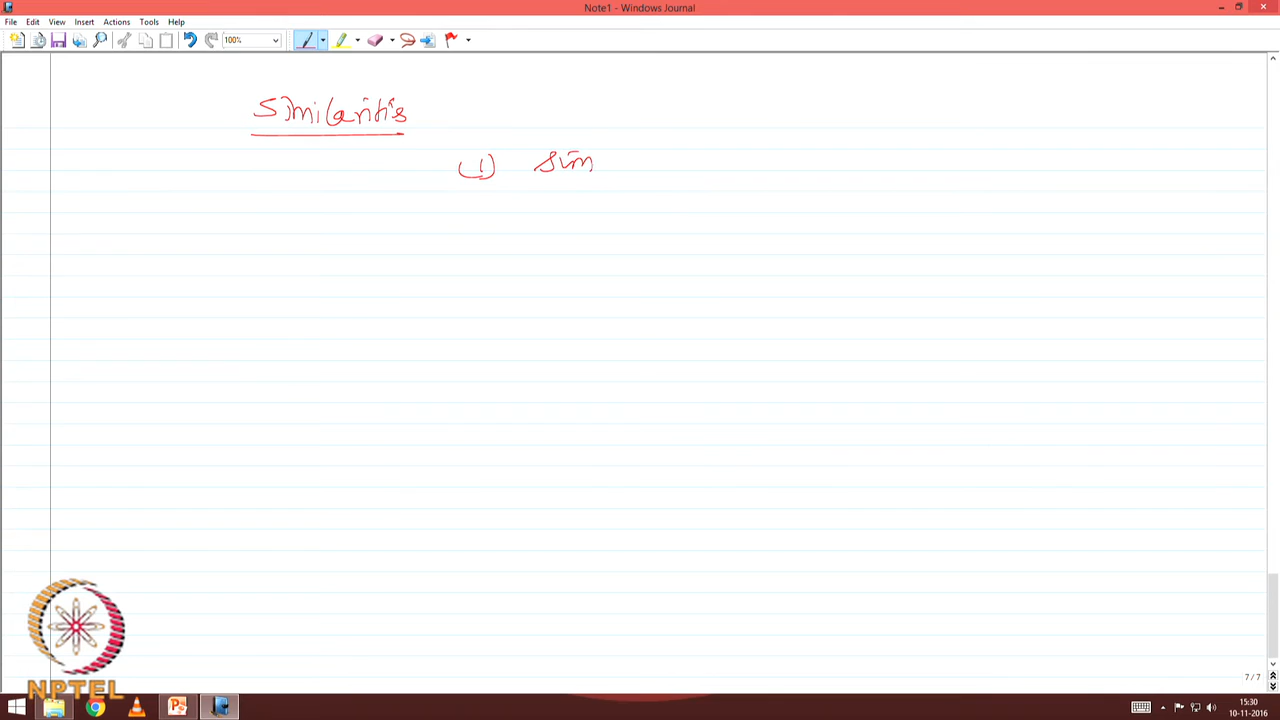 Note1 - Windows Journal
File Edit View Insert Actions Tools Help
100%
Similaritis
(1) Sim
7 / 7
NPTEL
15:30
10-11-2016